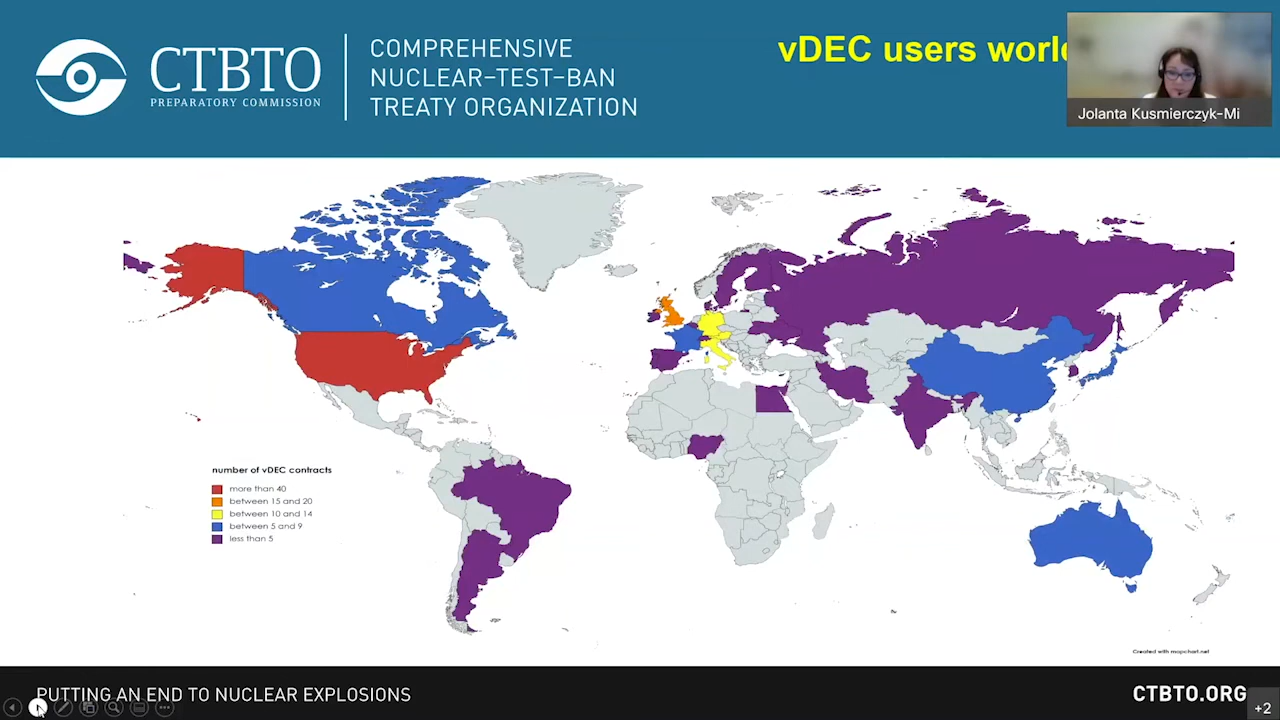 CTBTO
PREPARATORY COMMISSION
COMPREHENSIVE
NUCLEAR-TEST-BAN
TREATY ORGANIZATION
vDEC users world
Jolanta Kusmierczyk-Mi
number of vDEC contracts
more than 40
between 15 and 20
between 10 and 14
between 5 and 9
less than 5
Created with mapchart.net
PUTTING AN END TO NUCLEAR EXPLOSIONS
CTBTO.ORG
+2